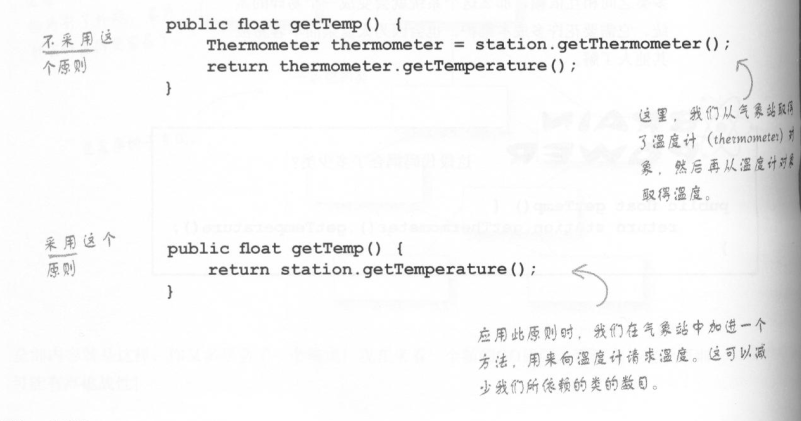 不采用这
个原则
public float getTemp() {
Thermometer thermometer = station.getThermometer();
return thermometer.getTemperature();
}
这里，我们从气象站取得
了温度计（thermometer）对
象，然后再从温度计对象
取得温度。
采用这个
原则
public float getTemp() {
return station.getTemperature();
}
应用此原则时，我们在气象站中加进一个
方法，用来向温度计请求温度。这可以减
少我们所依赖的类的数目。